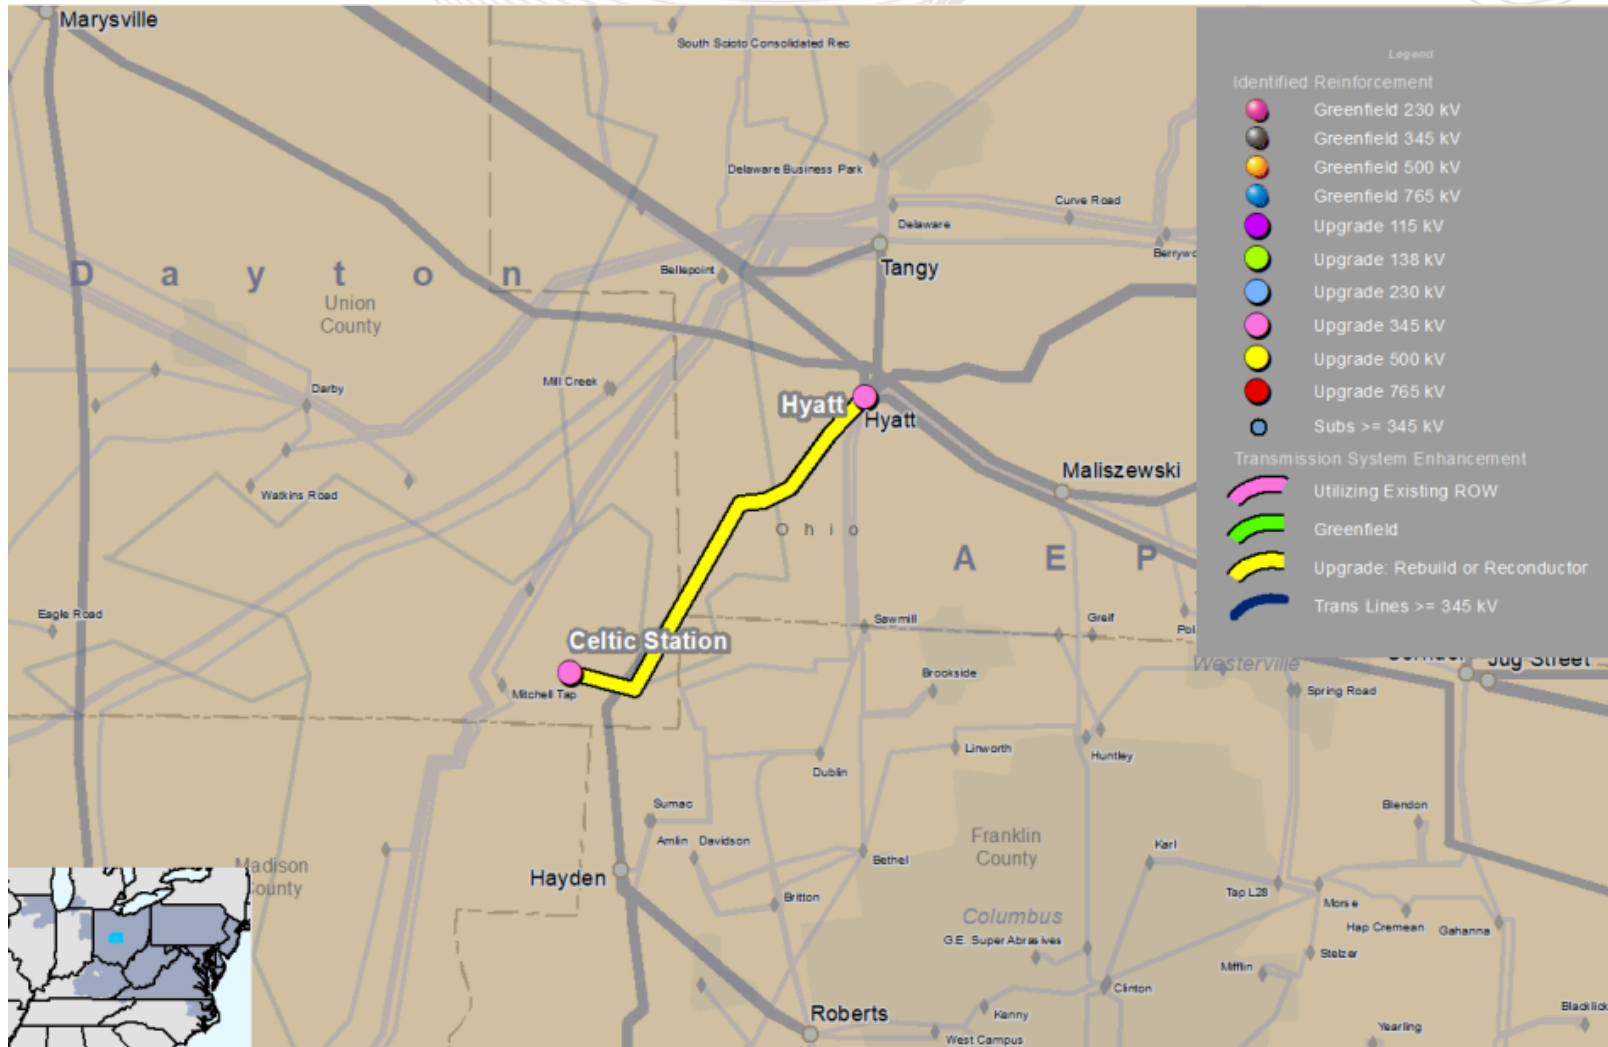 Marysville
South Scioto Consolidated Rec
Delaware Business Park
Curve Road
Delaware
Tangy
Bellepoint
D a y t o n
Union
County
Mill Creek
Darby
Hyatt
Hyatt
Watkins Road
Maliszewski
O h i o
A E P
Eagle Road
Celtic Station
Mitchell Tap
Sawmill
Greif
Westerville
Jug Street
Brookside
Spring Road
Linworth
Huntley
Dublin
Sumac
Amlin
Davidson
Blendon
Franklin
County
Karl
Madison
County
Hayden
Bethel
Britton
Tap L28
Morse
Hap Cremean
Gahanna
Columbus
G.E. Super Abrasives
Stelzer
Mifflin
Clinton
Roberts
Kenny
West Campus
Yearling
Blacklick
Legend
Identified Reinforcement
Greenfield 230 kV
Greenfield 345 kV
Greenfield 500 kV
Greenfield 765 kV
Upgrade 115 kV
Upgrade 138 kV
Upgrade 230 kV
Upgrade 345 kV
Upgrade 500 kV
Upgrade 765 kV
Subs >= 345 kV
Transmission System Enhancement
Utilizing Existing ROW
Greenfield
Upgrade: Rebuild or Reconductor
Trans Lines >= 345 kV